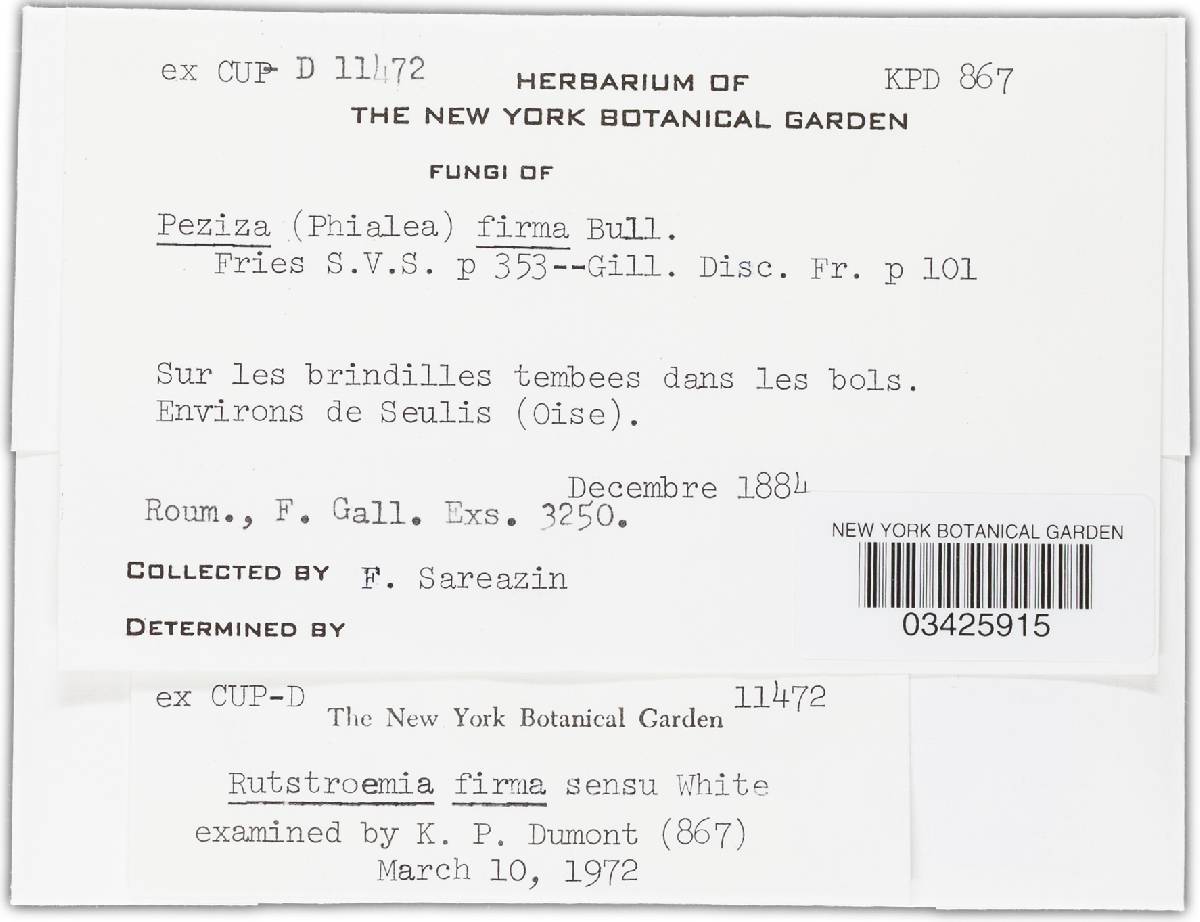 ex CUP- D 11472
HERBARIUM OF
KPD 867
THE NEW YORK BOTANICAL GARDEN
FUNGI OF
Peziza (Phialea) firma Bull.
Fries S.V.S. p 353--Gill. Disc. Fr. p 101
Sur les brindilles tembees dans les bols.
Environs de Seulis (Oise).
Decembre 1884
Roum., F. Gall. Exs. 3250.
NEW YORK BOTANICAL GARDEN
COLLECTED BY F. Sareazin
03425915
DETERMINED BY
ex CUP-D 11472
The New York Botanical Garden
Rutstroemia firma sensu White
examined by K. P. Dumont (867)
March 10, 1972